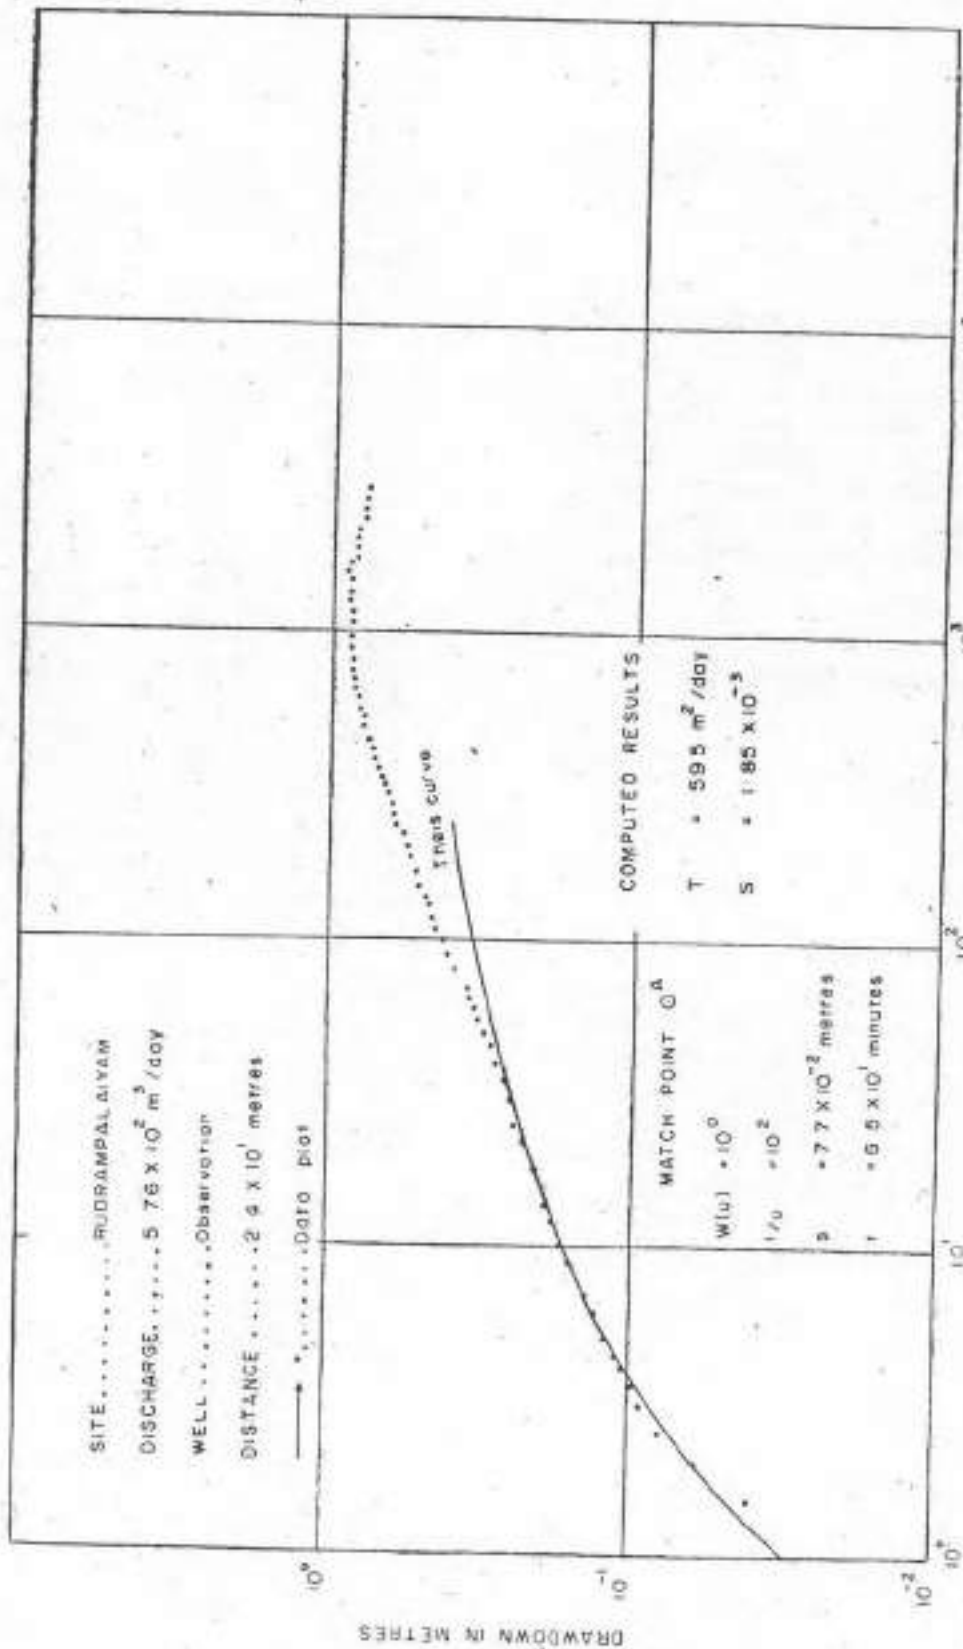 SITE..........RUDRAMPALAIYAM
DISCHARGE......5 76 X 10² m³/day
WELL..........Observation
DISTANCE......2 4 X 10¹ metres
Data plot
Theis curve
MATCH POINT ⊙A
W(u) = 10⁰
1/u = 10²
S = 7 7 X 10⁻² metres
t = 6 5 X 10¹ minutes
COMPUTED RESULTS
T = 595 m²/day
S = 1 85 X 10⁻³
DRAWDOWN IN METRES
10⁰
10⁻¹
10⁻²
10⁰
10¹
10²
3